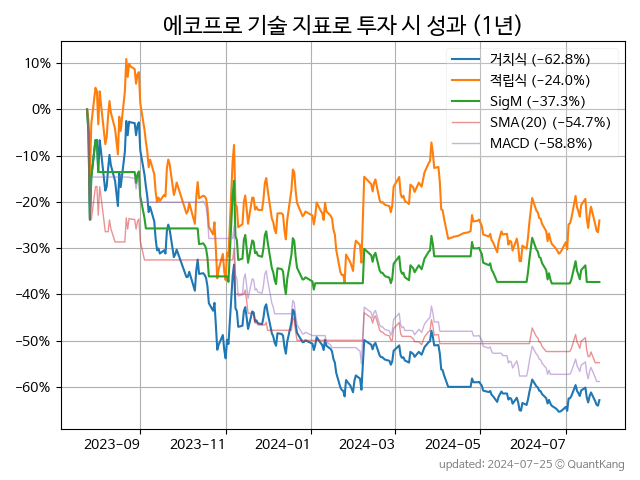 에코프로 기술 지표로 투자 시 성과 (1년)
거치식 (−62.8%)
적립식 (−24.0%)
SigM (−37.3%)
SMA(20) (−54.7%)
MACD (−58.8%)
10%
0%
−10%
−20%
−30%
−40%
−50%
−60%
2023-09
2023-11
2024-01
2024-03
2024-05
2024-07
updated: 2024-07-25 ⓒ QuantKang